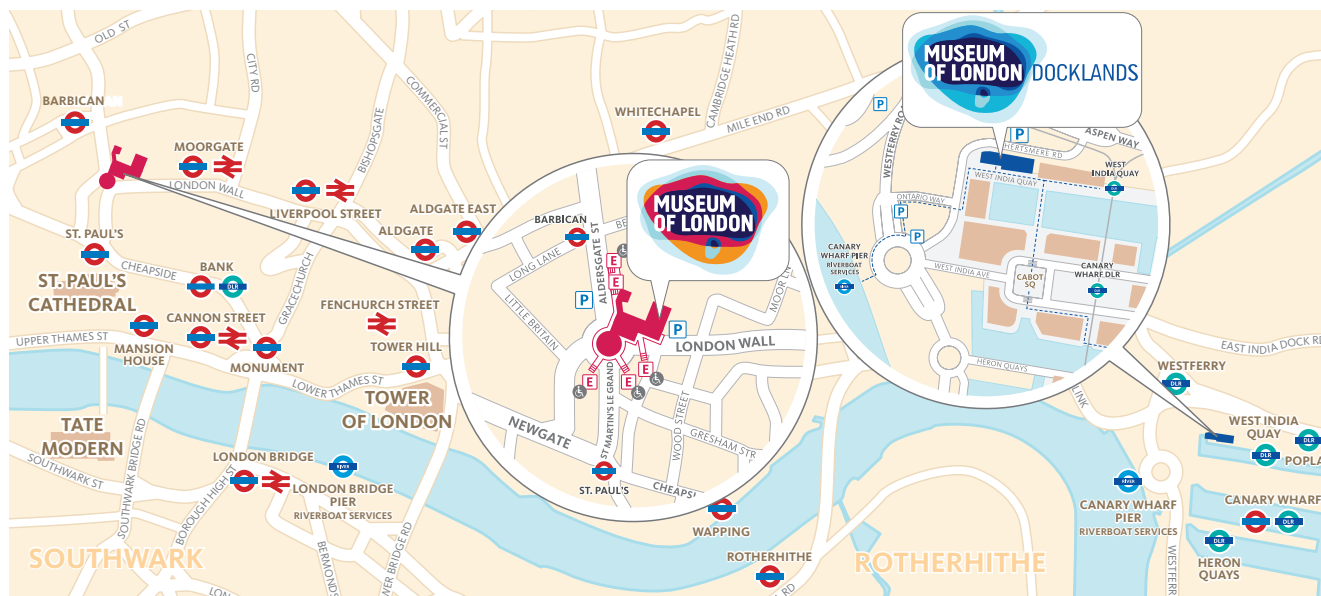 OLD ST
CITY RD
COMMERCIAL ST
CAMBRIDGE HEATH RD
MILE END RD
BISHOPSGATE
BARBICAN
MOORGATE
LONDON WALL
LIVERPOOL STREET
WHITECHAPEL
ALDGATE EAST
ALDGATE
ST. PAUL'S
CHEAPSIDE
ST. PAUL'S
CATHEDRAL
BANK
DLR
GRACECHURCH
FENCHURCH STREET
CANNON STREET
MANSION
HOUSE
MONUMENT
TOWER HILL
UPPER THAMES ST
LOWER THAMES ST
TOWER
OF LONDON
TATE
MODERN
SOUTHWARK ST
SOUTHWARK BRIDGE RD
BOROUGH HIGH ST
LONDON BRIDGE
RIVER
LONDON BRIDGE
PIER
RIVERBOAT SERVICES
SOUTHWARK
WAPPING
ROTHERHITHE
ROTHERHITHE
MUSEUM
OF LONDON
BARBICAN
LONG LANE
ALDERSGATE ST
LITTLE BRITAIN
E
E
P
P
LONDON WALL
E
E
E
ST MARTIN'S LE GRAND
WOOD STREET
GRESHAM STR
NEWGATE
ST. PAUL'S
MUSEUM
OF LONDON DOCKLANDS
P
P
HERTSMERE RD
ASPEN WAY
WEST INDIA QUAY
WEST
INDIA QUAY
DLR
ONTARIO WAY
P
P
CANARY
WHARF PIER
RIVERBOAT
SERVICES
WEST INDIA AVE
CABOT
SQ
CANARY
WHARF DLR
DLR
HERON QUAYS
EAST INDIA DOCK RD
WESTFERRY
DLR
WEST INDIA
QUAY
DLR
DLR
LINK
RIVER
CANARY WHARF
PIER
RIVERBOAT SERVICES
CANARY WHARF
DLR
DLR
HERON
QUAYS